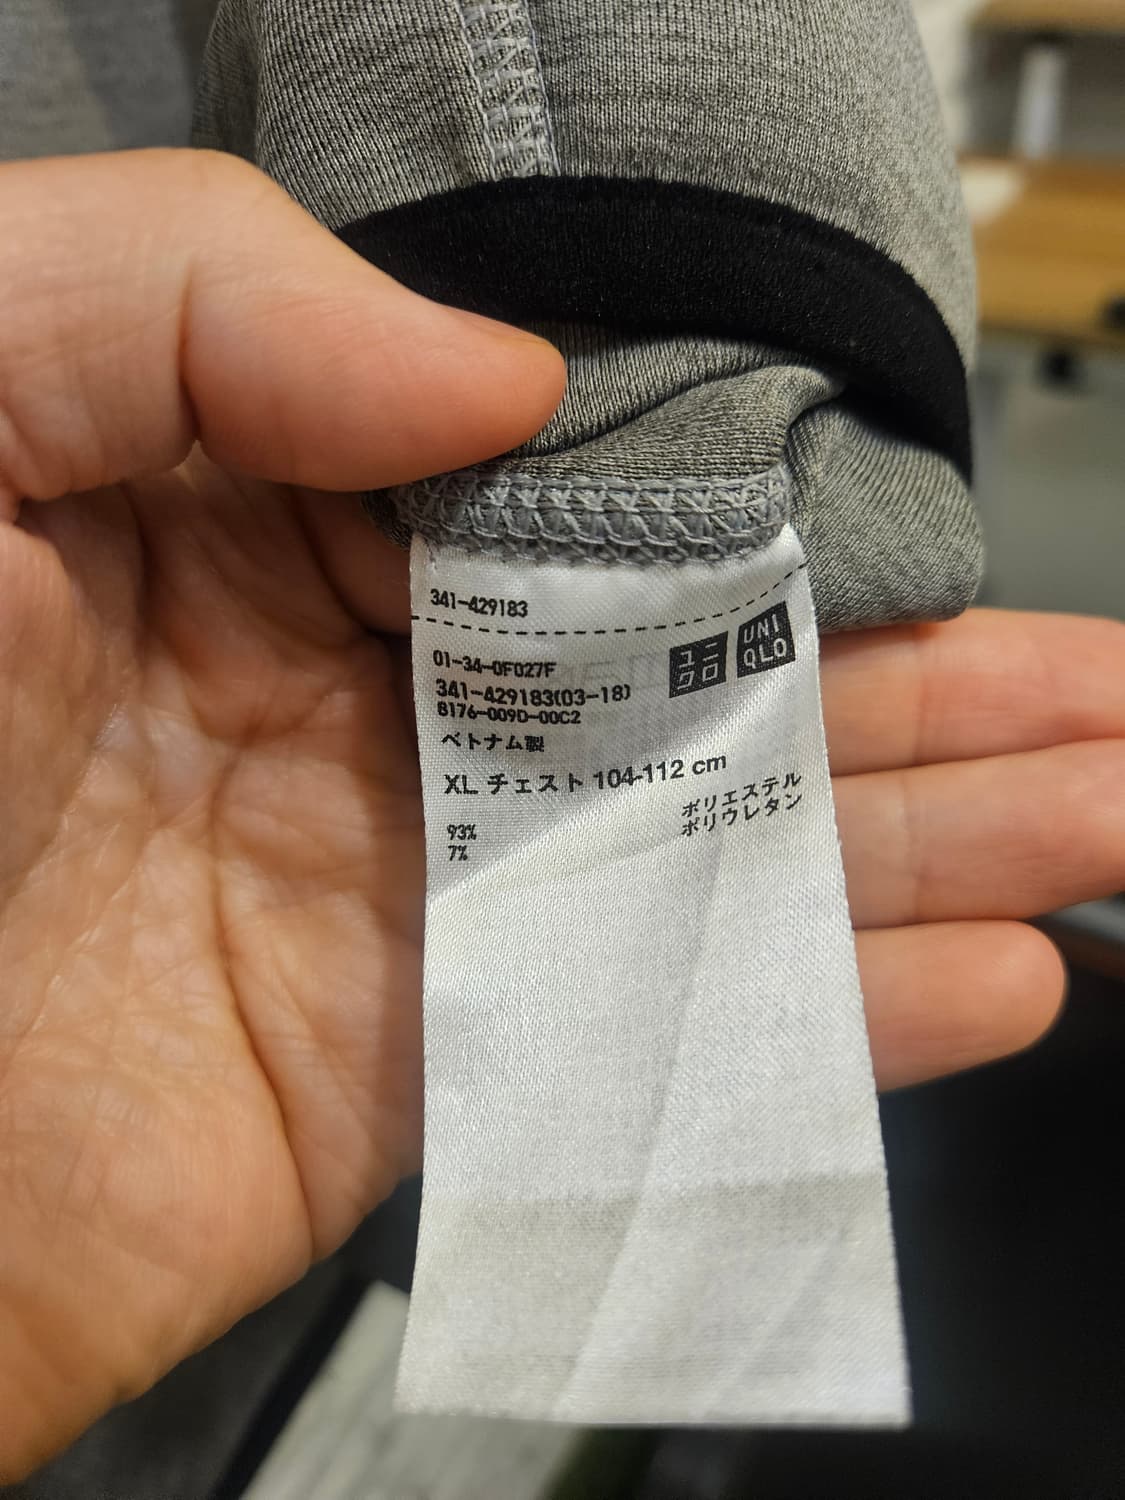 341-429183
ユニ
クロ
UNI
QLO
01-34-0F027F
341-429183(03-18)
8176-009D-00C2
ベトナム製
XL チェスト 104-112 cm
93% ポリエステル
7% ポリウレタン